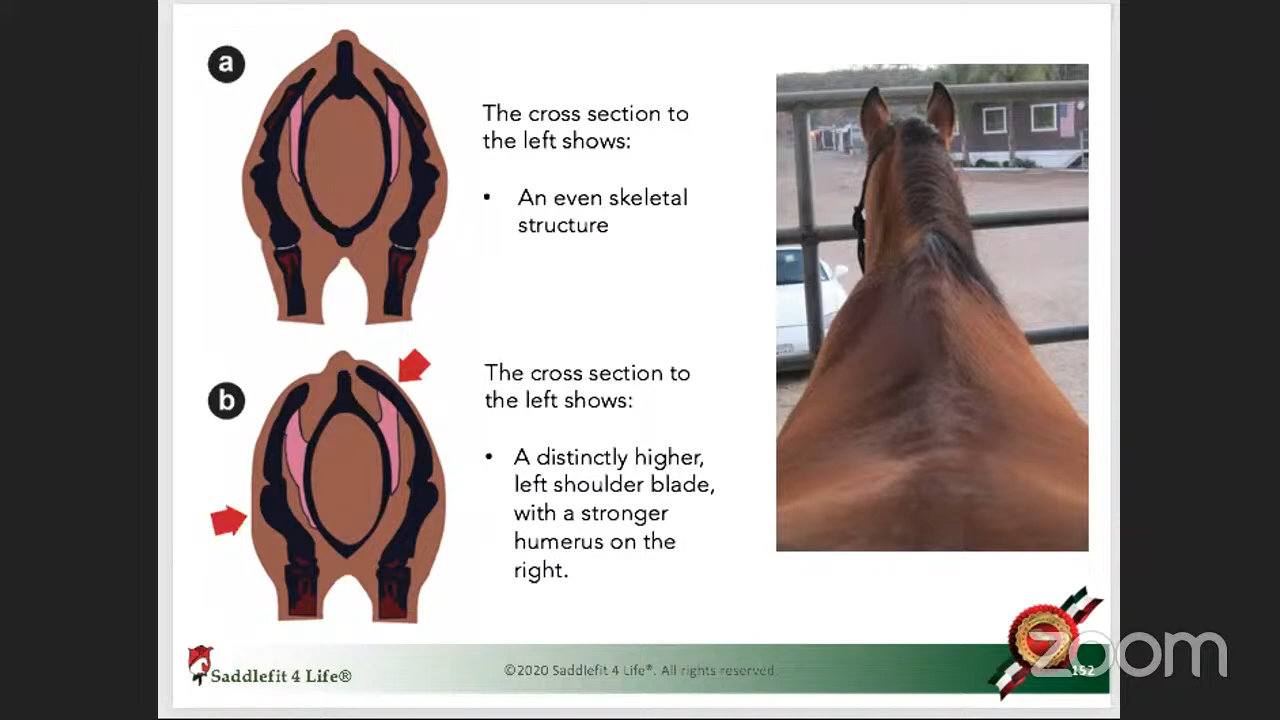 a
The cross section to
the left shows:
• An even skeletal
structure
b
The cross section to
the left shows:
• A distinctly higher,
left shoulder blade,
with a stronger
humerus on the
right.
Saddlefit 4 Life®
©2020 Saddlefit 4 Life®. All rights reserved
152
zoom